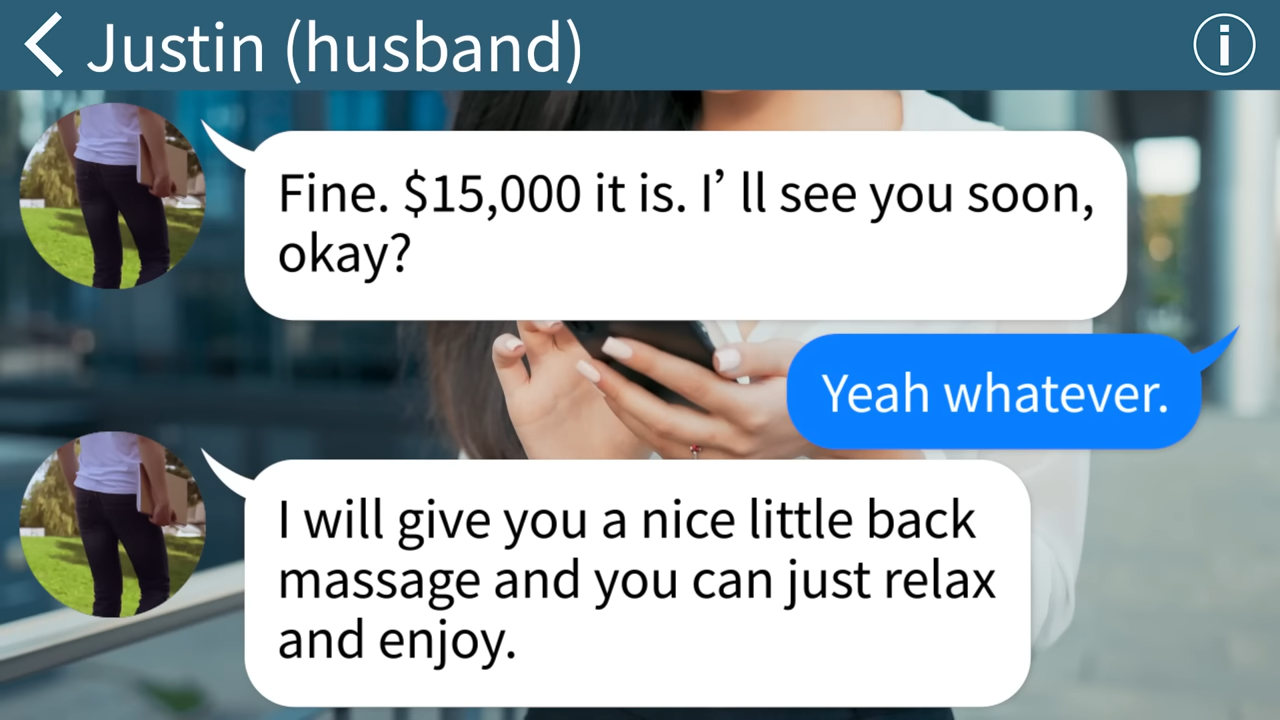 Justin (husband)
Fine. $15,000 it is. I’ ll see you soon,
okay?
Yeah whatever.
I will give you a nice little back
massage and you can just relax
and enjoy.